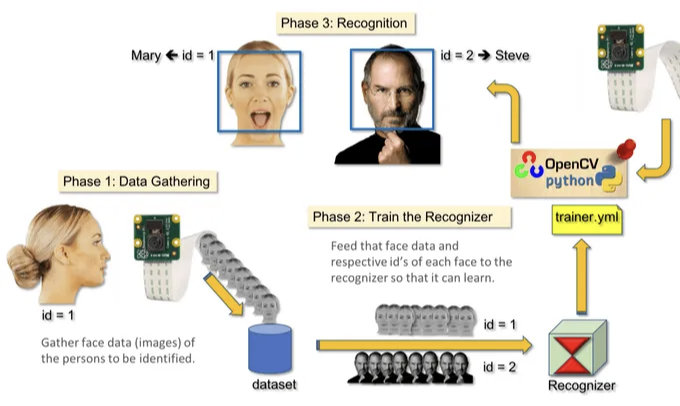 Phase 3: Recognition
Mary ← id = 1
id = 2 → Steve
OpenCV
python
Phase 1: Data Gathering
id = 1
Gather face data (images) of
the persons to be identified.
dataset
Phase 2: Train the Recognizer
Feed that face data and
respective id's of each face to the
recognizer so that it can learn.
id = 1
id = 2
trainer.yml
Recognizer